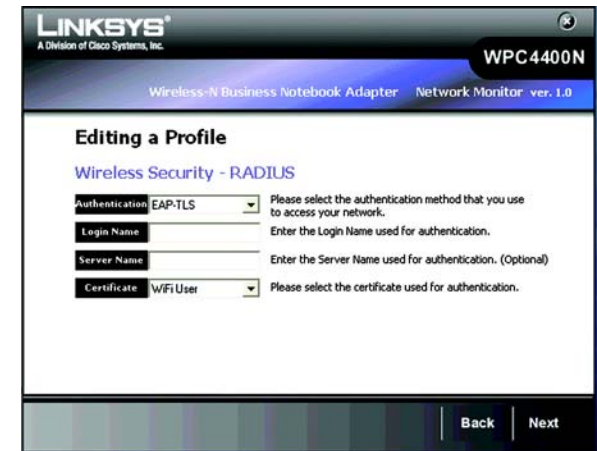 LINKSYS®
A Division of Cisco Systems, Inc.
WPC4400N
Wireless-N Business Notebook Adapter Network Monitor ver. 1.0
Editing a Profile
Wireless Security - RADIUS
Authentication EAP-TLS Please select the authentication method that you use
to access your network.
Login Name Enter the Login Name used for authentication.
Server Name Enter the Server Name used for authentication. (Optional)
Certificate WiFi User Please select the certificate used for authentication.
Back Next